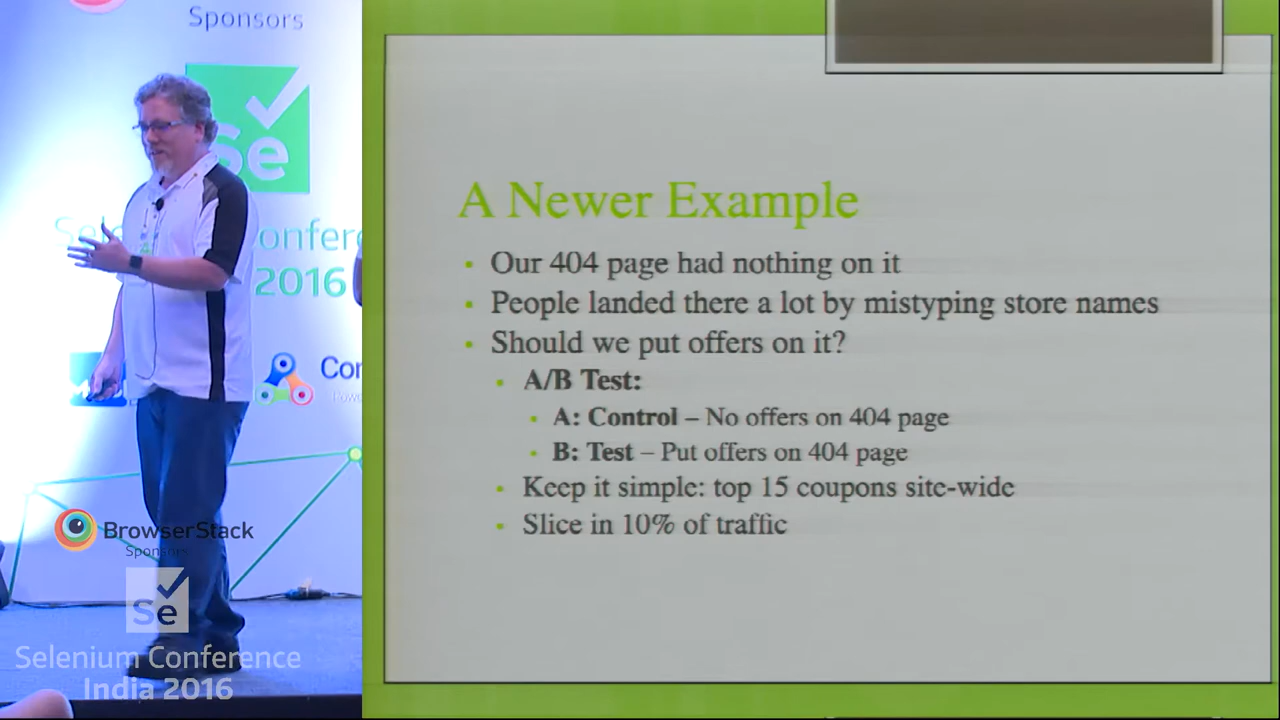 Sponsors
Se
2016
BrowserStack
Sponsors
Se
Selenium Conference
India 2016
A Newer Example
Our 404 page had nothing on it
People landed there a lot by mistyping store names
Should we put offers on it?
A/B Test:
A: Control – No offers on 404 page
B: Test – Put offers on 404 page
Keep it simple: top 15 coupons site-wide
Slice in 10% of traffic